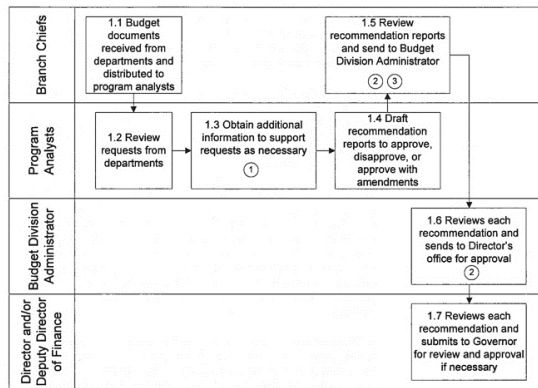 Branch Chiefs
1.1 Budget
documents
received from
departments and
distributed to
program analysts
1.5 Review
recommendation reports
and send to Budget
Division Administrator
2 3
Program
Analysts
1.2 Review
requests from
departments
1.3 Obtain additional
information to support
requests as necessary
1
1.4 Draft
recommendation
reports to approve,
disapprove, or
approve with
amendments
Budget Division
Administrator
1.6 Reviews each
recommendation and
sends to Director's
office for approval
2
Director and/or
Deputy Director
of Finance
1.7 Reviews each
recommendation and
submits to Governor
for review and approval
if necessary